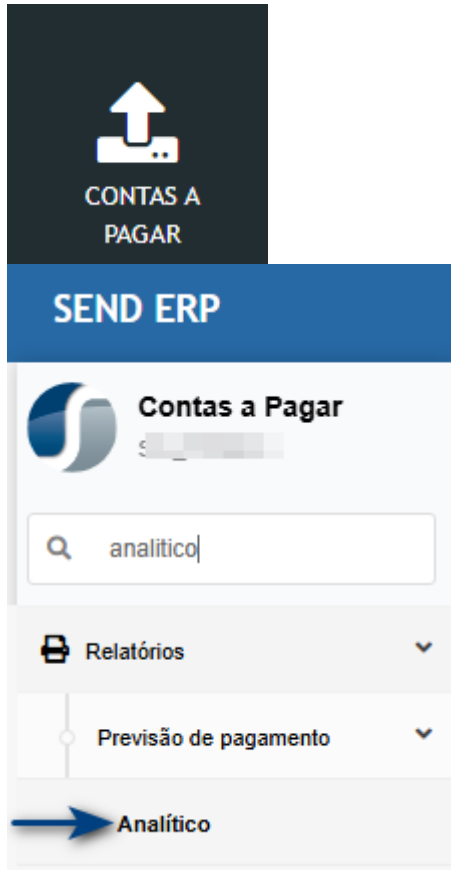 CONTAS A
PAGAR
SEND ERP
Contas a Pagar
analitico
Relatórios
Previsão de pagamento
Analítico